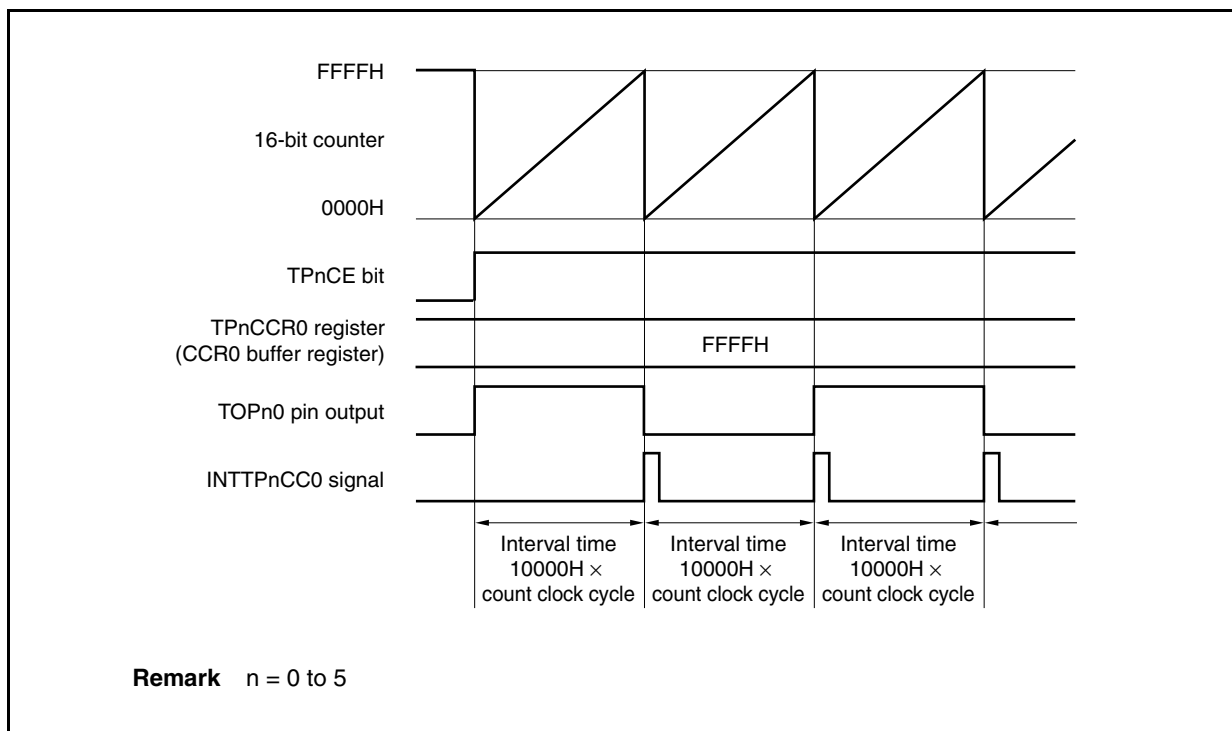 FFFFH
16-bit counter
0000H
TPnCE bit
TPnCCR0 register
(CCR0 buffer register)
FFFFH
TOPn0 pin output
INTTPnCC0 signal
Interval time
10000H ×
count clock cycle
Interval time
10000H ×
count clock cycle
Interval time
10000H ×
count clock cycle
Remark n = 0 to 5